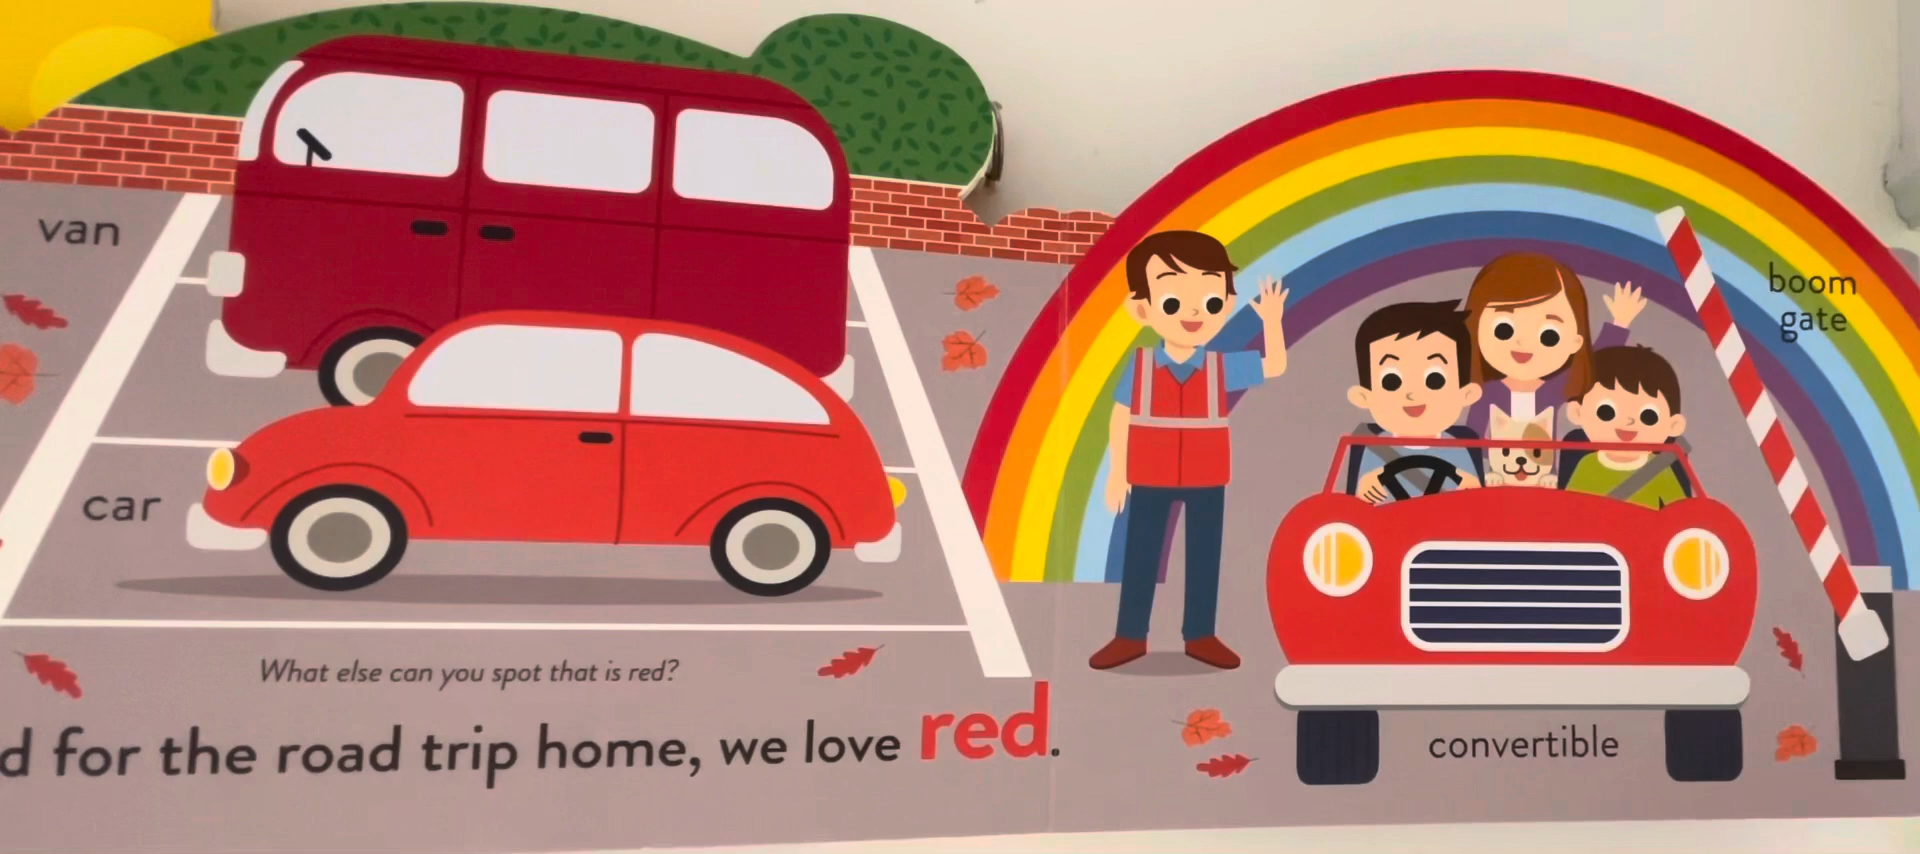 van
car
What else can you spot that is red?
d for the road trip home, we love red.
boom
gate
convertible